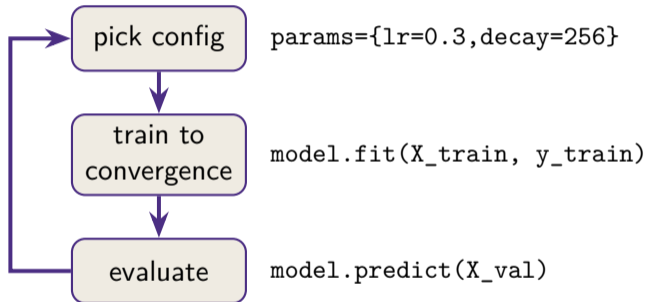 pick config
params={lr=0.3,decay=256}
train to
convergence
model.fit(X_train, y_train)
evaluate
model.predict(X_val)